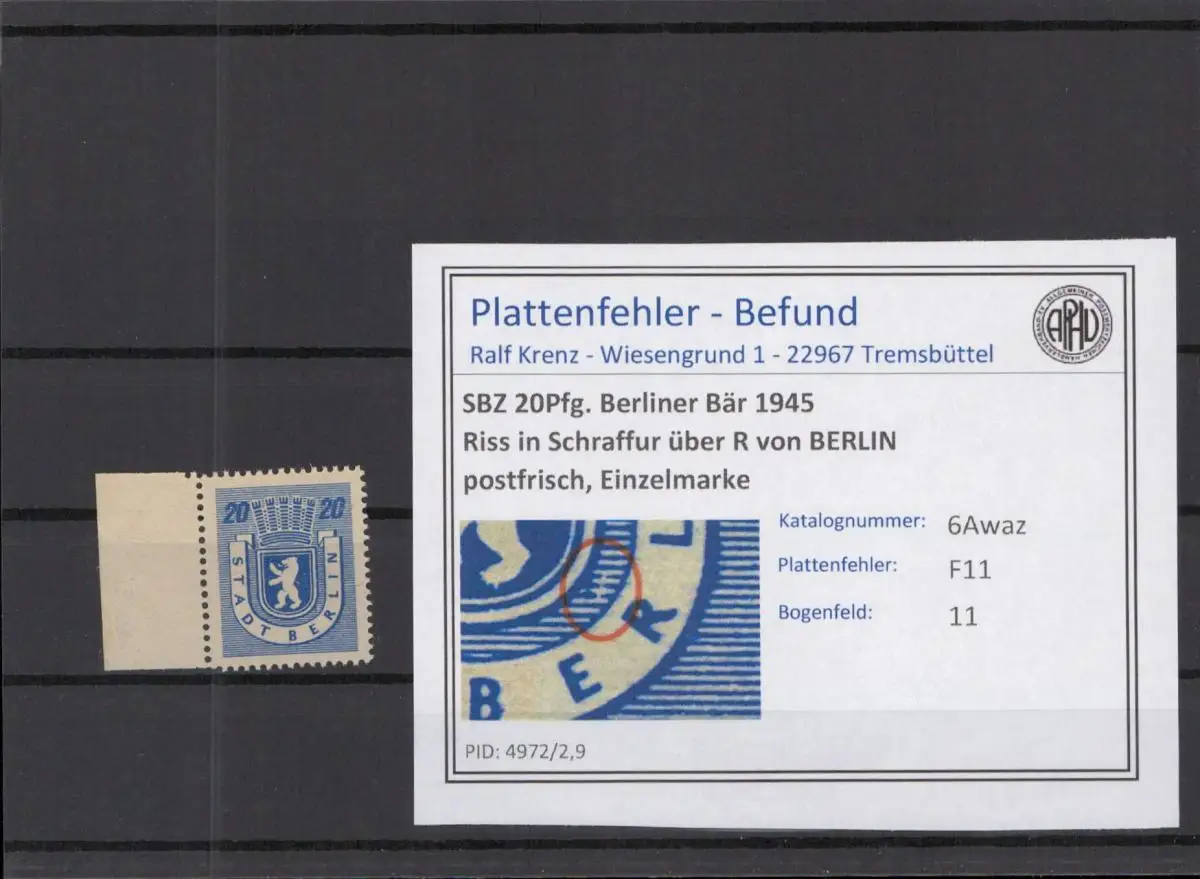 20 20
STADT BERLIN
Plattenfehler - Befund
Ralf Krenz - Wiesengrund 1 - 22967 Tremsbüttel
APHV
SBZ 20Pfg. Berliner Bär 1945
Riss in Schraffur über R von BERLIN
postfrisch, Einzelmarke
B E R L
Katalognummer: 6Awaz
Plattenfehler: F11
Bogenfeld: 11
PID: 4972/2,9